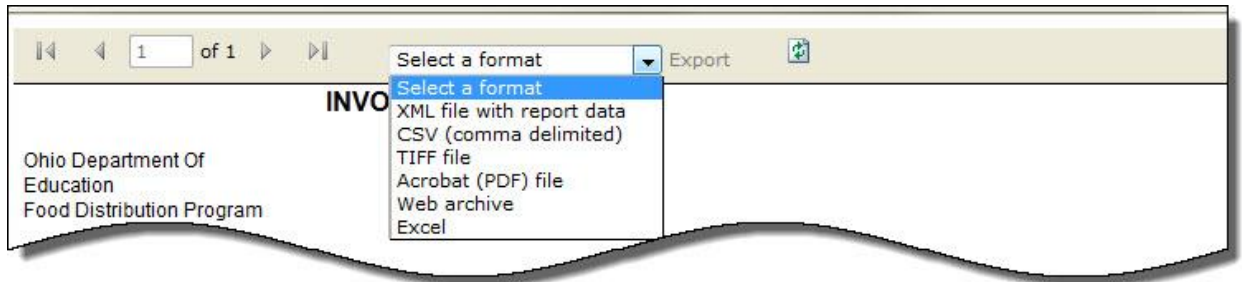 1 of 1 Select a format Export
Select a format
INVO
XML file with report data
CSV (comma delimited)
TIFF file
Acrobat (PDF) file
Web archive
Excel
Ohio Department Of
Education
Food Distribution Program